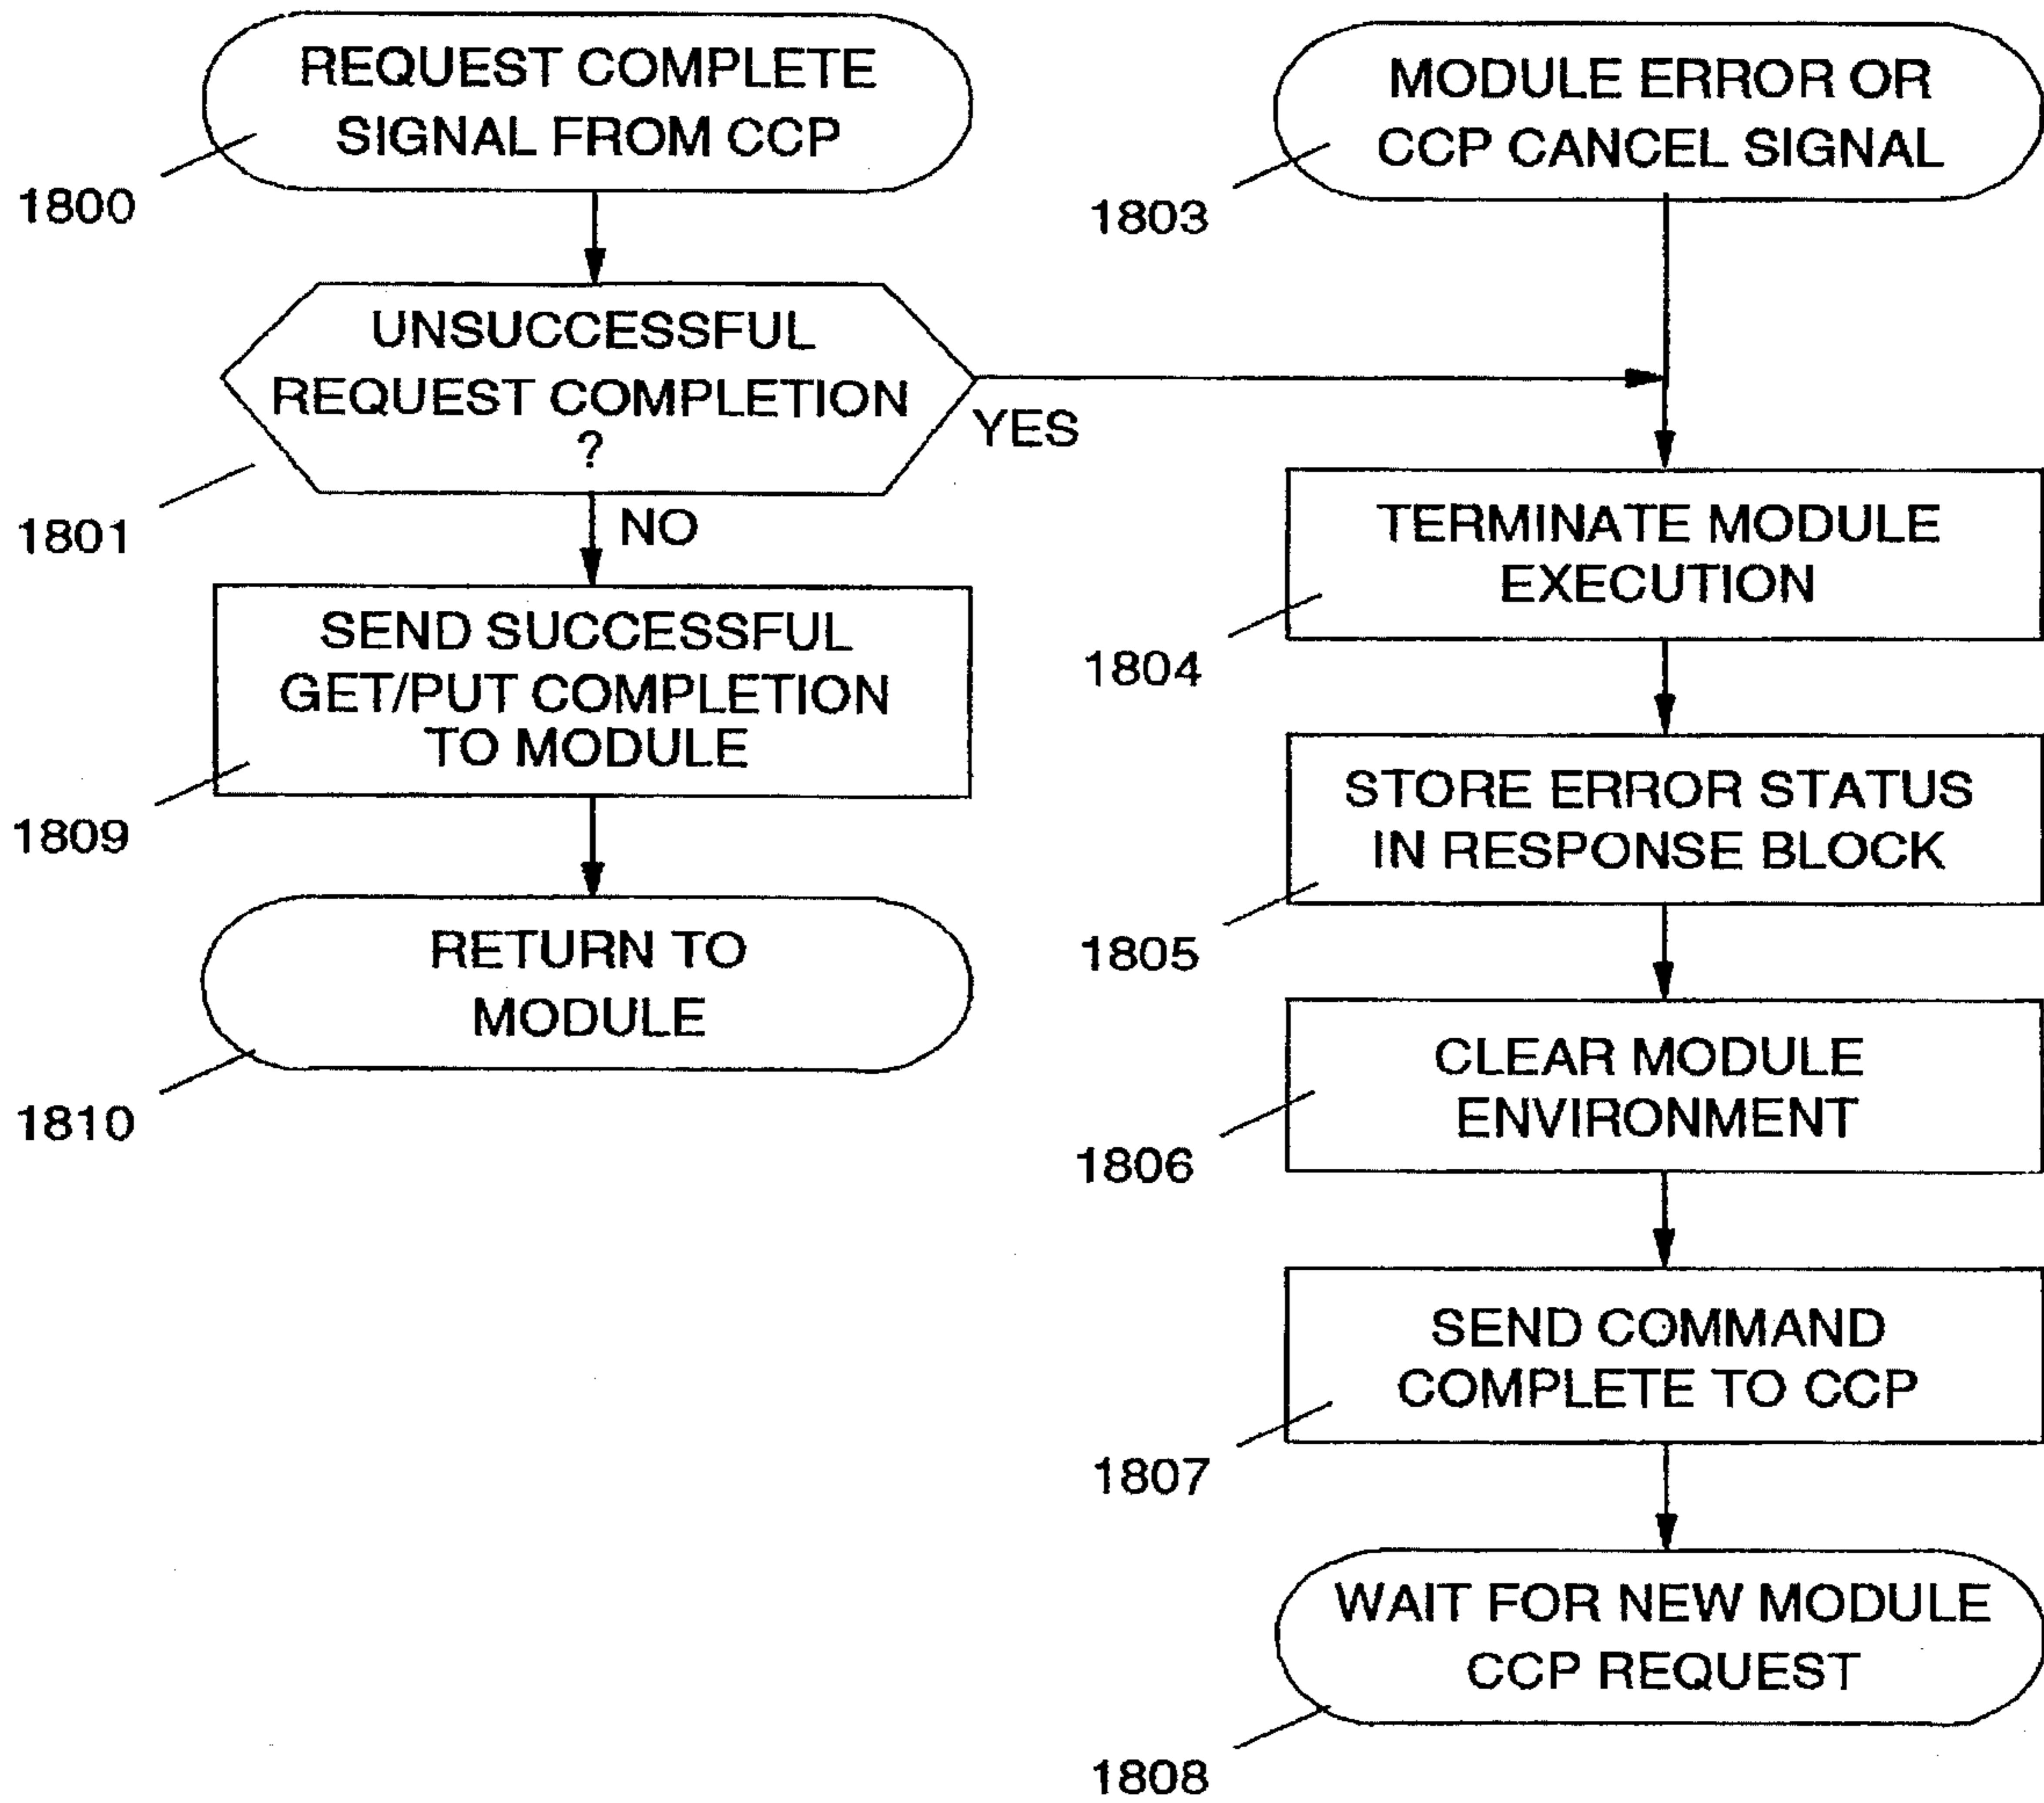 REQUEST COMPLETE
SIGNAL FROM CCP
1800
UNSUCCESSFUL
REQUEST COMPLETION
?
YES
NO
1801
SEND SUCCESSFUL
GET/PUT COMPLETION
TO MODULE
1809
RETURN TO
MODULE
1810
MODULE ERROR OR
CCP CANCEL SIGNAL
1803
TERMINATE MODULE
EXECUTION
1804
STORE ERROR STATUS
IN RESPONSE BLOCK
1805
CLEAR MODULE
ENVIRONMENT
1806
SEND COMMAND
COMPLETE TO CCP
1807
WAIT FOR NEW MODULE
CCP REQUEST
1808